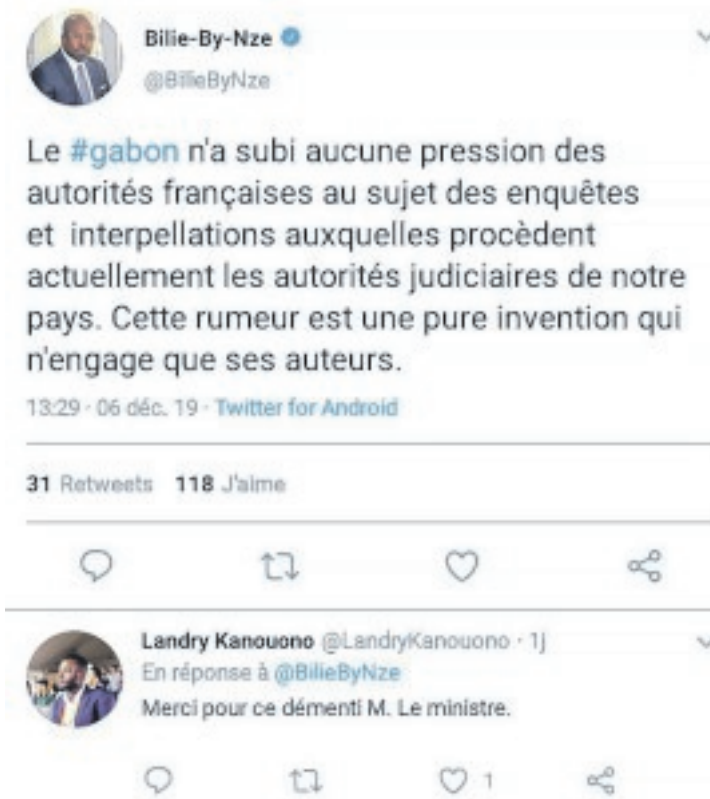 Bilie-By-Nze
@BilieByNze
Le #gabon n'a subi aucune pression des
autorités françaises au sujet des enquêtes
et interpellations auxquelles procèdent
actuellement les autorités judiciaires de notre
pays. Cette rumeur est une pure invention qui
n'engage que ses auteurs.
13:29 · 06 déc. 19 · Twitter for Android
31 Retweets 118 J'aime
Landry Kanouono @LandryKanouono · 1j
En réponse à @BilieByNze
Merci pour ce démenti M. Le ministre.
1